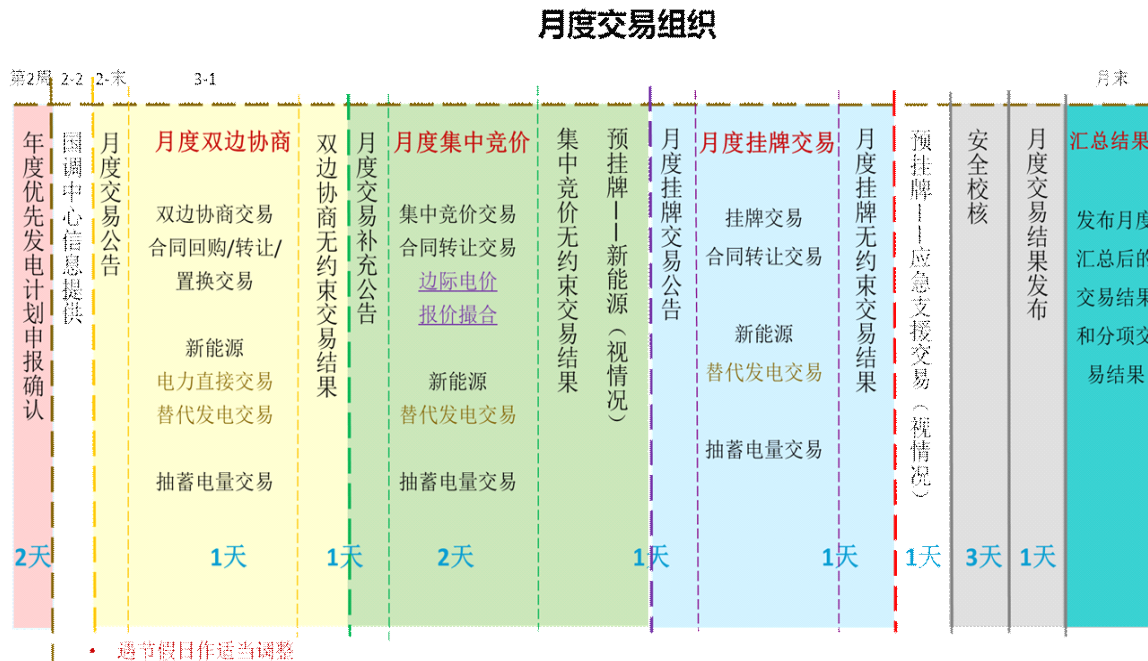 月度交易组织
第2周
2-2
2-末
3-1
月末
年度优先发电计划申报确认
2天
国调中心信息提供
月度交易公告
月度双边协商
双边协商交易
合同回购/转让/
置换交易
新能源
电力直接交易
替代发电交易
抽蓄电量交易
1天
双边协商无约束交易结果
1天
月度交易补充公告
月度集中竞价
集中竞价交易
合同转让交易
边际电价
报价撮合
新能源
替代发电交易
抽蓄电量交易
2天
集中竞价无约束交易结果
预挂牌——新能源（视情况）
1天
月度挂牌交易公告
月度挂牌交易
挂牌交易
合同转让交易
新能源
替代发电交易
抽蓄电量交易
1天
月度挂牌无约束交易结果
预挂牌——应急支援交易（视情况）
1天
安全校核
3天
月度交易结果发布
1天
汇总结果
发布月度
汇总后的
交易结果
和分项交
易结果
• 遇节假日作适当调整